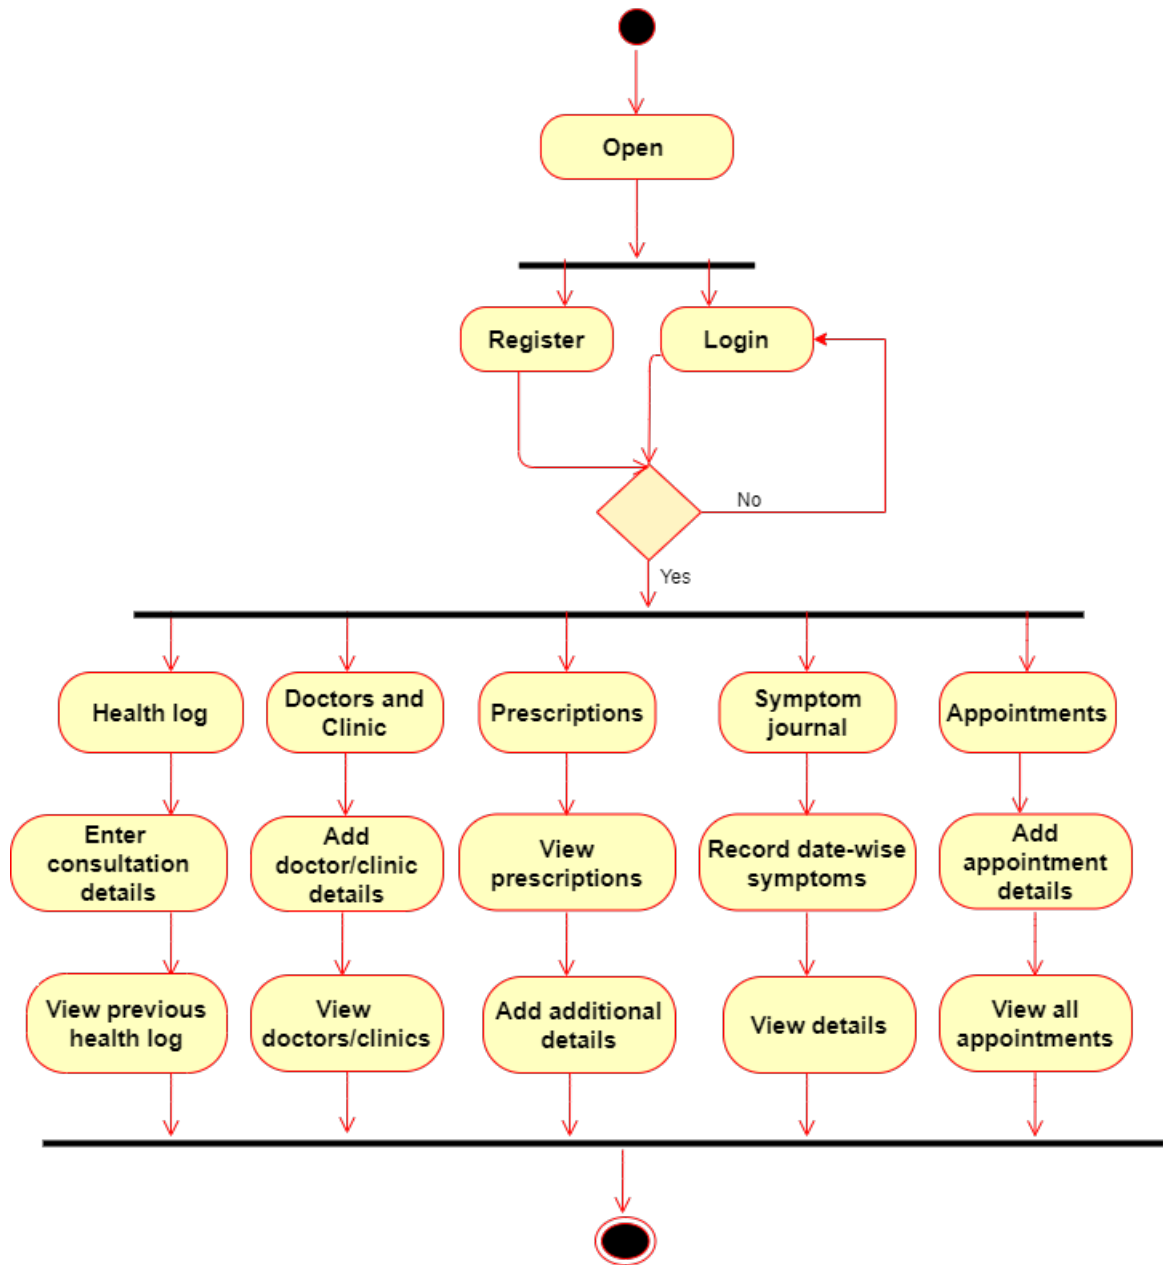 Open
Register
Login
No
Yes
Health log
Doctors and
Clinic
Prescriptions
Symptom
journal
Appointments
Enter
consultation
details
Add
doctor/clinic
details
View
prescriptions
Record date-wise
symptoms
Add
appointment
details
View previous
health log
View
doctors/clinics
Add additional
details
View details
View all
appointments